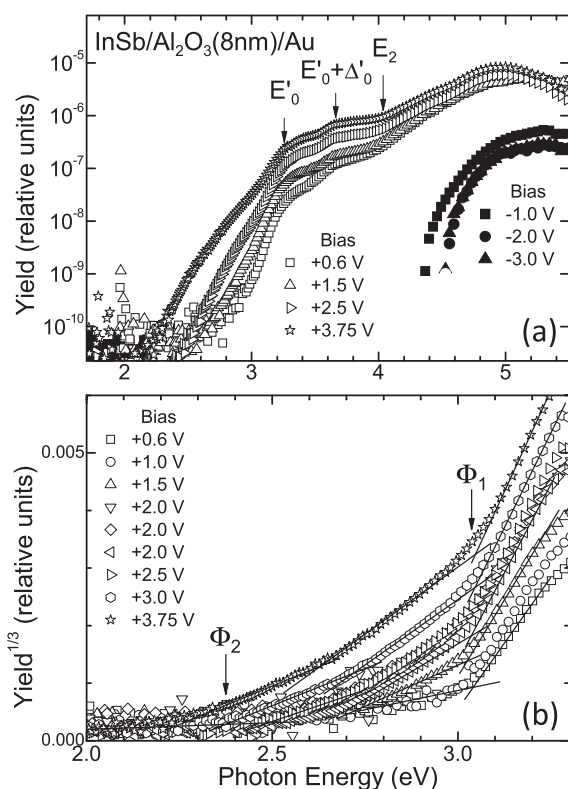 InSb/Al₂O₃(8nm)/Au
E'₀
E'₀+Δ'₀
E₂
Yield (relative units)
10⁻⁵
10⁻⁶
10⁻⁷
10⁻⁸
10⁻⁹
10⁻¹⁰
Bias
+0.6 V
+1.5 V
+2.5 V
+3.75 V
Bias
-1.0 V
-2.0 V
-3.0 V
(a)
2 3 4 5
Yield¹ᐟ³ (relative units)
0.005
0.000
Bias
+0.6 V
+1.0 V
+1.5 V
+2.0 V
+2.0 V
+2.0 V
+2.5 V
+3.0 V
+3.75 V
Φ₁
Φ₂
(b)
2.0 2.5 3.0
Photon Energy (eV)